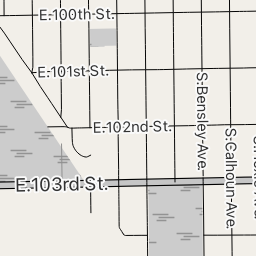 E.100th St.
E.101st St.
E.102nd St.
E.103rd St.
S.Bensley Ave.
S.Calhoun Ave.